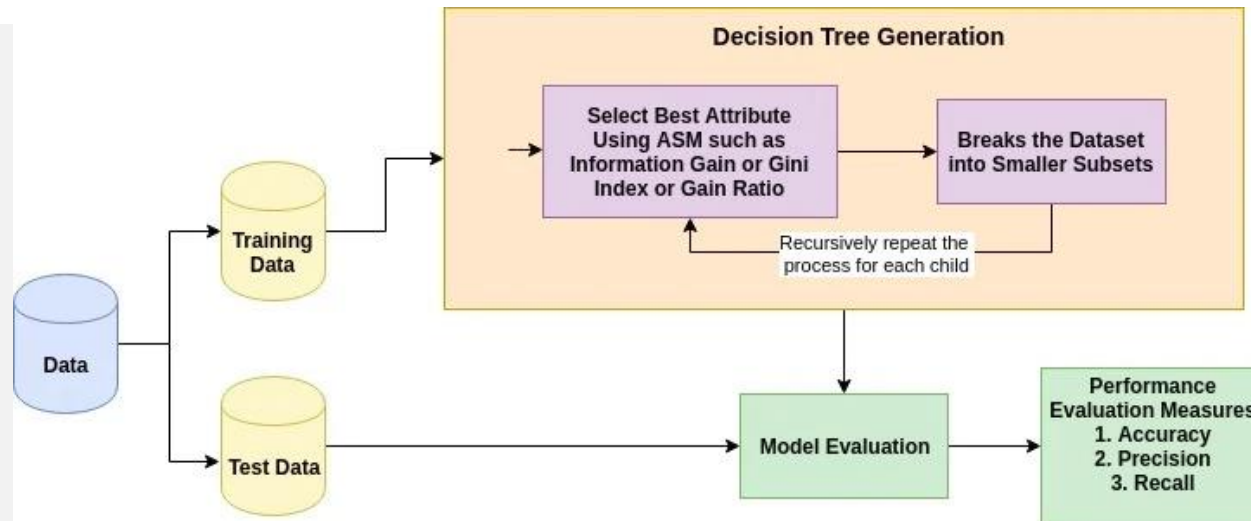 Decision Tree Generation
Select Best Attribute
Using ASM such as
Information Gain or Gini
Index or Gain Ratio
Breaks the Dataset
into Smaller Subsets
Recursively repeat the
process for each child
Training
Data
Data
Test Data
Model Evaluation
Performance
Evaluation Measures
1. Accuracy
2. Precision
3. Recall